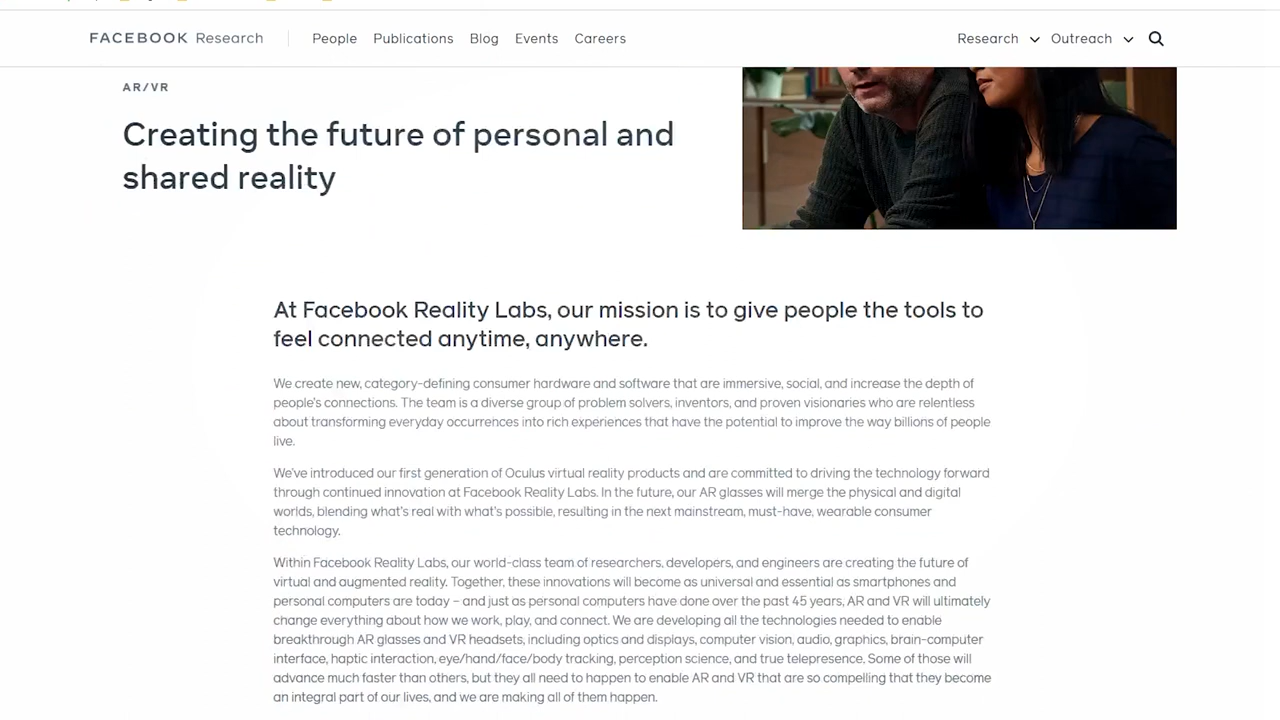 FACEBOOK Research People Publications Blog Events Careers Research Outreach
AR/VR
Creating the future of personal and
shared reality
At Facebook Reality Labs, our mission is to give people the tools to
feel connected anytime, anywhere.
We create new, category-defining consumer hardware and software that are immersive, social, and increase the depth of
people's connections. The team is a diverse group of problem solvers, inventors, and proven visionaries who are relentless
about transforming everyday occurrences into rich experiences that have the potential to improve the way billions of people
live.
We've introduced our first generation of Oculus virtual reality products and are committed to driving the technology forward
through continued innovation at Facebook Reality Labs. In the future, our AR glasses will merge the physical and digital
worlds, blending what's real with what's possible, resulting in the next mainstream, must-have, wearable consumer
technology.
Within Facebook Reality Labs, our world-class team of researchers, developers, and engineers are creating the future of
virtual and augmented reality. Together, these innovations will become as universal and essential as smartphones and
personal computers are today – and just as personal computers have done over the past 45 years, AR and VR will ultimately
change everything about how we work, play, and connect. We are developing all the technologies needed to enable
breakthrough AR glasses and VR headsets, including optics and displays, computer vision, audio, graphics, brain-computer
interface, haptic interaction, eye/hand/face/body tracking, perception science, and true telepresence. Some of those will
advance much faster than others, but they all need to happen to enable AR and VR that are so compelling that they become
an integral part of our lives, and we are making all of them happen.